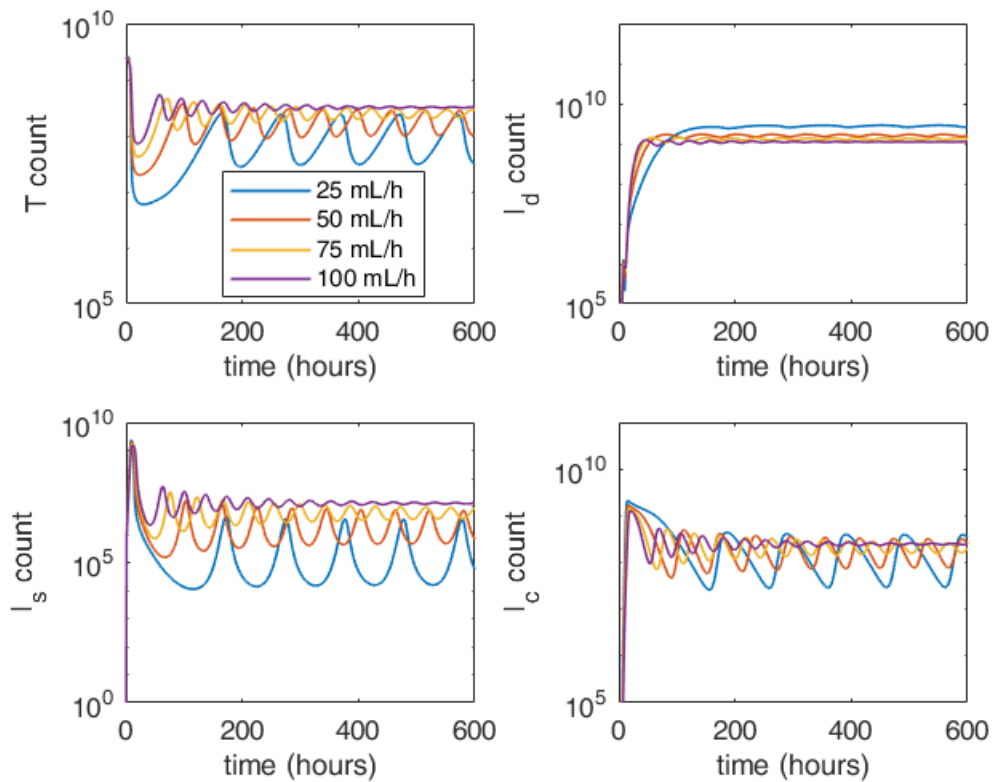 10^10
T count
10^5
0 200 400 600
time (hours)
25 mL/h
50 mL/h
75 mL/h
100 mL/h
10^10
I_d count
10^5
0 200 400 600
time (hours)
10^10
10^5
I_s count
10^0
0 200 400 600
time (hours)
10^10
I_c count
10^5
0 200 400 600
time (hours)